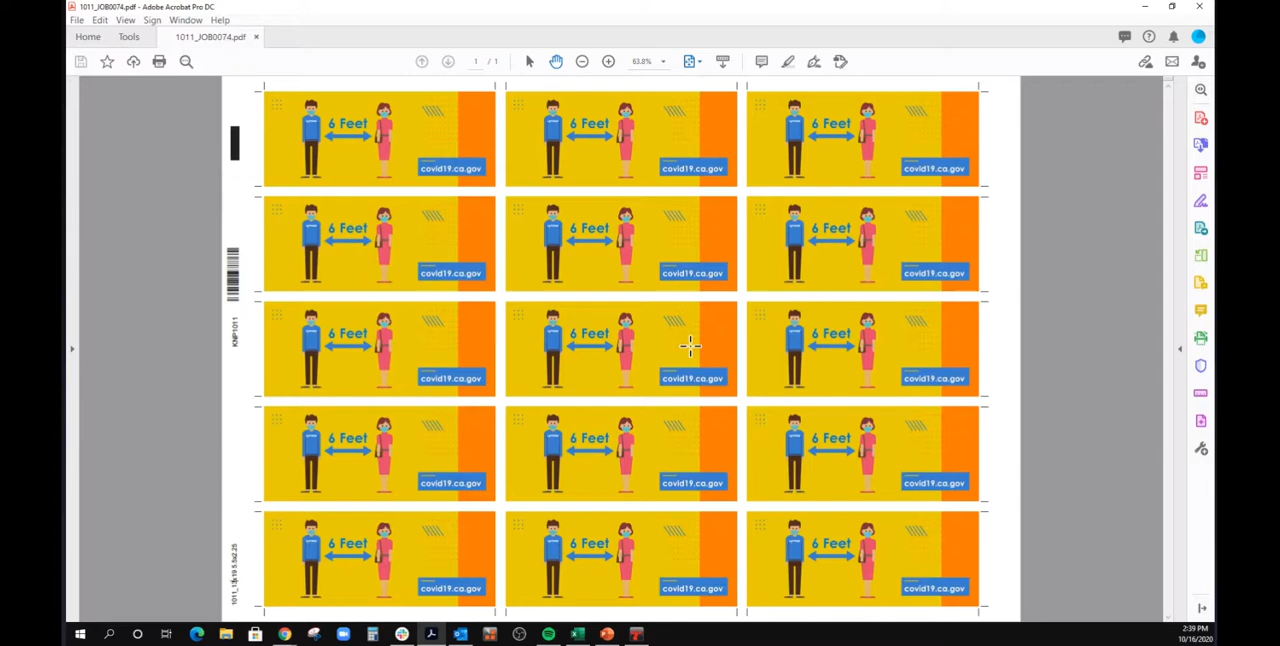 1011_JOB0074.pdf - Adobe Acrobat Pro DC
File Edit View Sign Window Help
Home Tools 1011_JOB0074.pdf ×
1 / 1 63.8%
6 Feet 6 Feet 6 Feet
covid19.ca.gov covid19.ca.gov covid19.ca.gov
6 Feet 6 Feet 6 Feet
covid19.ca.gov covid19.ca.gov covid19.ca.gov
6 Feet 6 Feet 6 Feet
covid19.ca.gov covid19.ca.gov covid19.ca.gov
6 Feet 6 Feet 6 Feet
covid19.ca.gov covid19.ca.gov covid19.ca.gov
6 Feet 6 Feet 6 Feet
covid19.ca.gov covid19.ca.gov covid19.ca.gov
KNP1011
1011_13x19 5.5x2.25
2:39 PM
10/16/2020